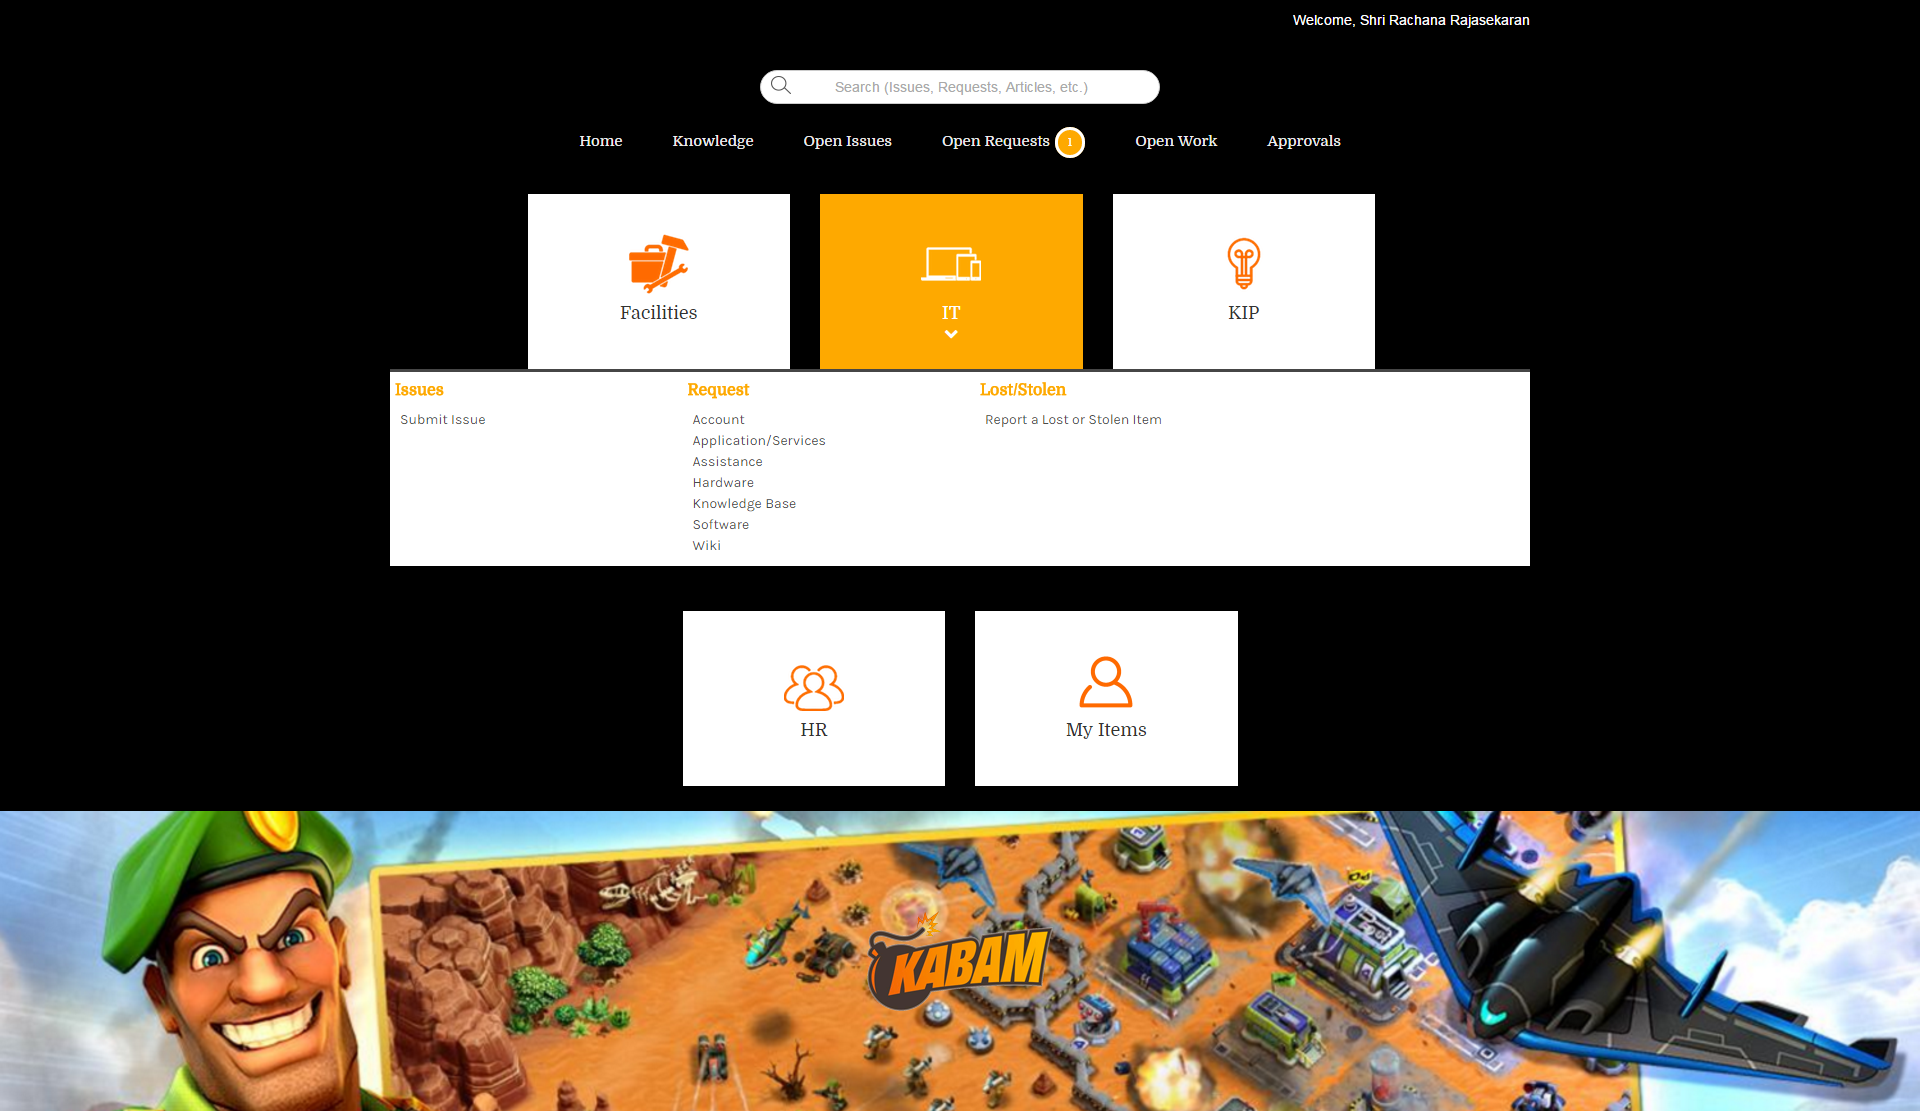 Welcome, Shri Rachana Rajasekaran
Search (Issues, Requests, Articles, etc.)
Home Knowledge Open Issues Open Requests 1 Open Work Approvals
Facilities IT KIP
Issues Request Lost/Stolen
Submit Issue Account Report a Lost or Stolen Item
Application/Services
Assistance
Hardware
Knowledge Base
Software
Wiki
HR My Items
KABAM